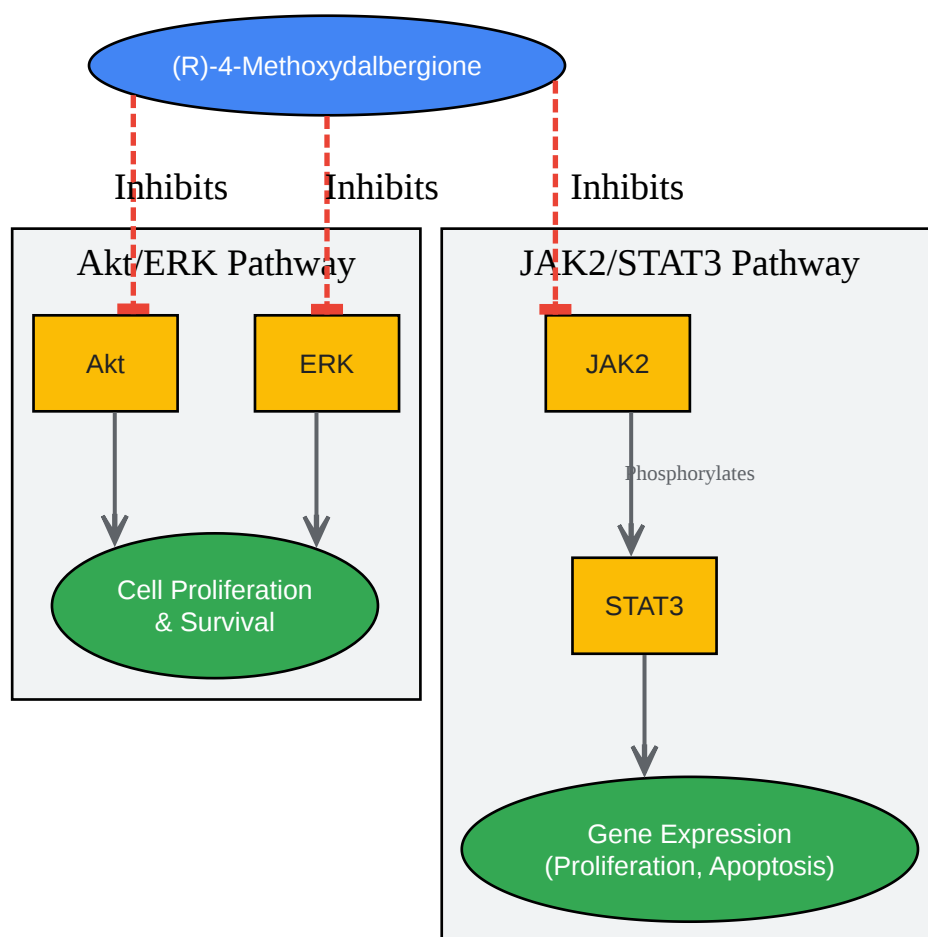 (R)-4-Methoxydalbergione
Inhibits
Inhibits
Inhibits
Akt/ERK Pathway
JAK2/STAT3 Pathway
Akt
ERK
JAK2
Phosphorylates
Cell Proliferation
& Survival
STAT3
Gene Expression
(Proliferation, Apoptosis)